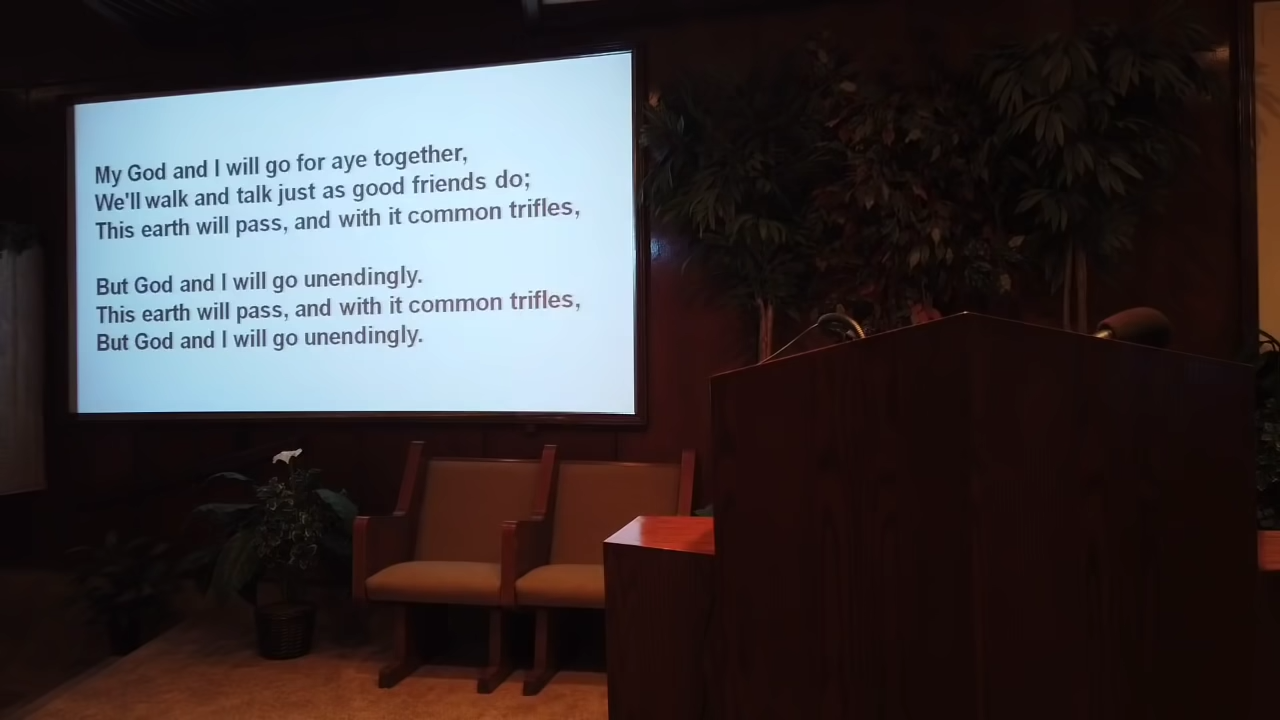 My God and I will go for aye together,
We'll walk and talk just as good friends do;
This earth will pass, and with it common trifles,
But God and I will go unendingly.
This earth will pass, and with it common trifles,
But God and I will go unendingly.